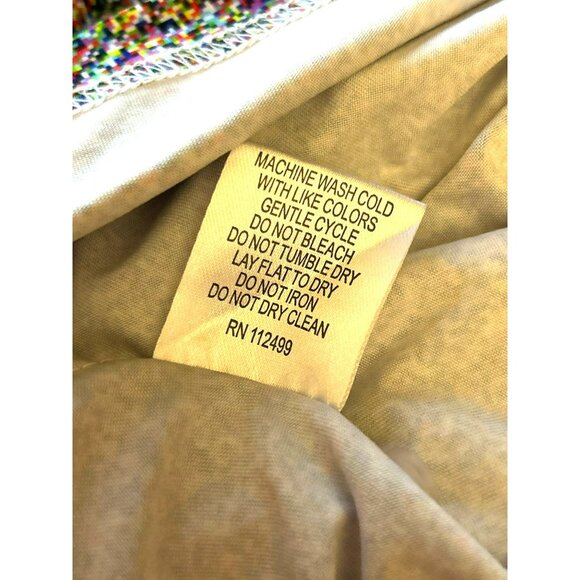 MACHINE WASH COLD
WITH LIKE COLORS
GENTLE CYCLE
DO NOT BLEACH
DO NOT TUMBLE DRY
LAY FLAT TO DRY
DO NOT IRON
DO NOT DRY CLEAN
RN 112499